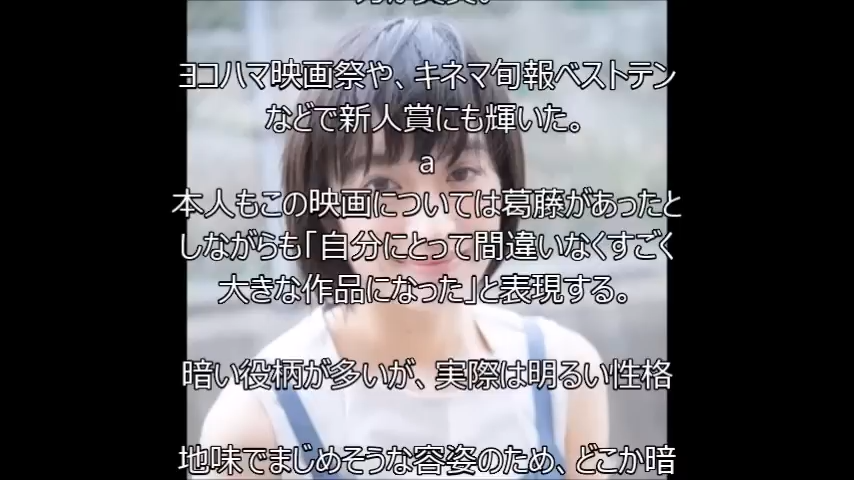 ヨコハマ映画祭や、キネマ旬報ベストテン
などで新人賞にも輝いた。
a
本人もこの映画については葛藤があったと
しながらも「自分にとって間違いなくすごく
大きな作品になった」と表現する。
暗い役柄が多いが、実際は明るい性格
地味でまじめそうな容姿のため、どこか暗